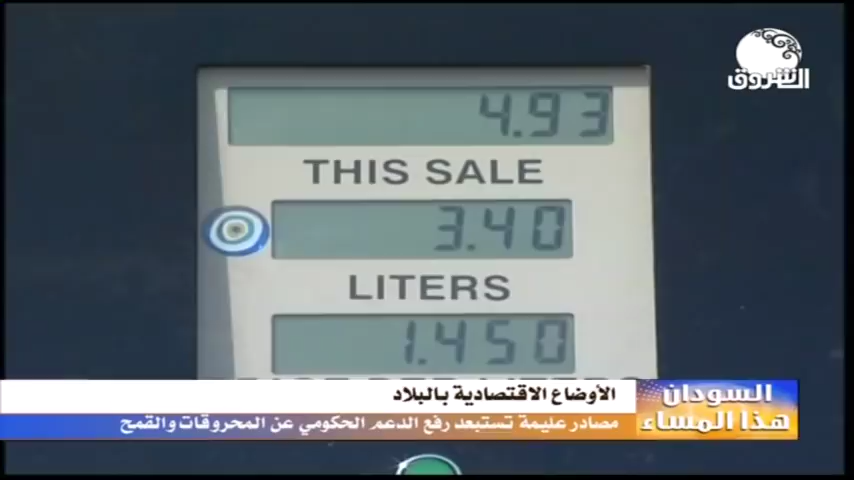 الشروق
4.93
THIS SALE
3.40
LITERS
1.450
الأوضاع الاقتصادية بالبلاد
السودان
هذا المساء
مصادر عليمة تستبعد رفع الدعم الحكومي عن المحروقات والقمح